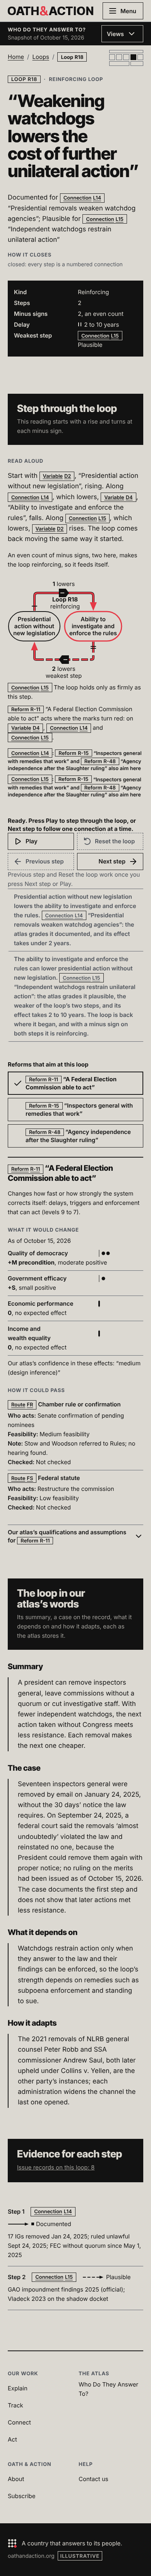 OATH&ACTION
Menu
WHO DO THEY ANSWER TO?
Snapshot of October 15, 2026
Views
Home / Loops / Loop R18
LOOP R18 · REINFORCING LOOP
“Weakening
watchdogs
lowers the
cost of further
unilateral action”
Documented for Connection L14
“Presidential removals weaken watchdog
agencies”; Plausible for Connection L15
“Independent watchdogs restrain
unilateral action”
HOW IT CLOSES
closed: every step is a numbered connection
Kind Reinforcing
Steps 2
Minus signs 2, an even count
Delay 2 to 10 years
Weakest step Connection L15
Plausible
Step through the loop
This reading starts with a rise and turns at
each minus sign.
READ ALOUD
Start with Variable D2, “Presidential action
without new legislation”, rising. Along
Connection L14, which lowers, Variable D4,
“Ability to investigate and enforce the
rules”, falls. Along Connection L15, which
lowers, Variable D2 rises. The loop comes
back moving the same way it started.
An even count of minus signs, two here, makes
the loop reinforcing, so it feeds itself.
1 lowers
Loop R18
reinforcing
Presidential
action without
new legislation
Ability to
investigate and
enforce the rules
2 lowers
weakest step
Connection L15 The loop holds only as firmly as
this step.
Reform R-11 “A Federal Election Commission
able to act” acts where the marks turn red: on
Variable D4, Connection L14 and
Connection L15.
Connection L14: Reform R-15 “Inspectors general
with remedies that work” and Reform R-48 “Agency
independence after the Slaughter ruling” also aim here
Connection L15: Reform R-15 “Inspectors general
with remedies that work” and Reform R-48 “Agency
independence after the Slaughter ruling” also aim here
Ready. Press Play to step through the loop, or
Next step to follow one connection at a time.
Play
Reset the loop
Previous step
Next step
Previous step and Reset the loop work once you
press Next step or Play.
Presidential action without new legislation
lowers the ability to investigate and enforce
the rules. Connection L14 “Presidential
removals weaken watchdog agencies”: the
atlas grades it documented, and its effect
takes under 2 years.
The ability to investigate and enforce the
rules can lower presidential action without
new legislation. Connection L15
“Independent watchdogs restrain unilateral
action”: the atlas grades it plausible, the
weaker of the loop’s two steps, and its
effect takes 2 to 10 years. The loop is back
where it began, and with a minus sign on
both steps it is reinforcing.
Reforms that aim at this loop
Reform R-11 “A Federal Election
Commission able to act”
Reform R-15 “Inspectors general with
remedies that work”
Reform R-48 “Agency independence
after the Slaughter ruling”
Reform R-11 “A Federal Election
Commission able to act”
Changes how fast or how strongly the system
corrects itself: delays, triggers and enforcement
that can act (levels 9 to 7).
WHAT IT WOULD CHANGE
As of October 15, 2026
Quality of democracy
+M precondition, moderate positive
Government efficacy
+S, small positive
Economic performance
0, no expected effect
Income and
wealth equality
0, no expected effect
Our atlas’s confidence in these effects: “medium
(design inference)”
HOW IT COULD PASS
Route FR Chamber rule or confirmation
Who acts: Senate confirmation of pending
nominees
Feasibility: Medium feasibility
Note: Stow and Woodson referred to Rules; no
hearing found.
Checked: Not checked
Route FS Federal statute
Who acts: Restructure the commission
Feasibility: Low feasibility
Checked: Not checked
Our atlas’s qualifications and assumptions
for Reform R-11
The loop in our
atlas’s words
Its summary, a case on the record, what it
depends on and how it adapts, each as
the atlas stores it.
Summary
A president can remove inspectors
general, leave commissions without a
quorum or cut investigative staff. With
fewer independent watchdogs, the next
action taken without Congress meets
less resistance. Each removal makes
the next one cheaper.
The case
Seventeen inspectors general were
removed by email on January 24, 2025,
without the 30 days’ notice the law
requires. On September 24, 2025, a
federal court said the removals ‘almost
undoubtedly’ violated the law and
reinstated no one, because the
President could remove them again with
proper notice; no ruling on the merits
had been issued as of October 15, 2026.
The case documents the first step and
does not show that later actions met
less resistance.
What it depends on
Watchdogs restrain action only when
they are allowed to look and their
findings can be enforced, so the loop’s
strength depends on remedies such as
subpoena enforcement and standing
to sue.
How it adapts
The 2021 removals of NLRB general
counsel Peter Robb and SSA
commissioner Andrew Saul, both later
upheld under Collins v. Yellen, are the
other party’s instances; each
administration widens the channel the
last one opened.
Evidence for each step
Issue records on this loop: 8
Step 1 Connection L14
Documented
17 IGs removed Jan 24, 2025; ruled unlawful
Sept 24, 2025; FEC without quorum since May 1,
2025
Step 2 Connection L15
Plausible
GAO impoundment findings 2025 (official);
Vladeck 2023 on the shadow docket
OUR WORK
Explain
Track
Connect
Act
THE ATLAS
Who Do They Answer
To?
OATH & ACTION
About
Subscribe
HELP
Contact us
A country that answers to its people.
oathandaction.org ILLUSTRATIVE